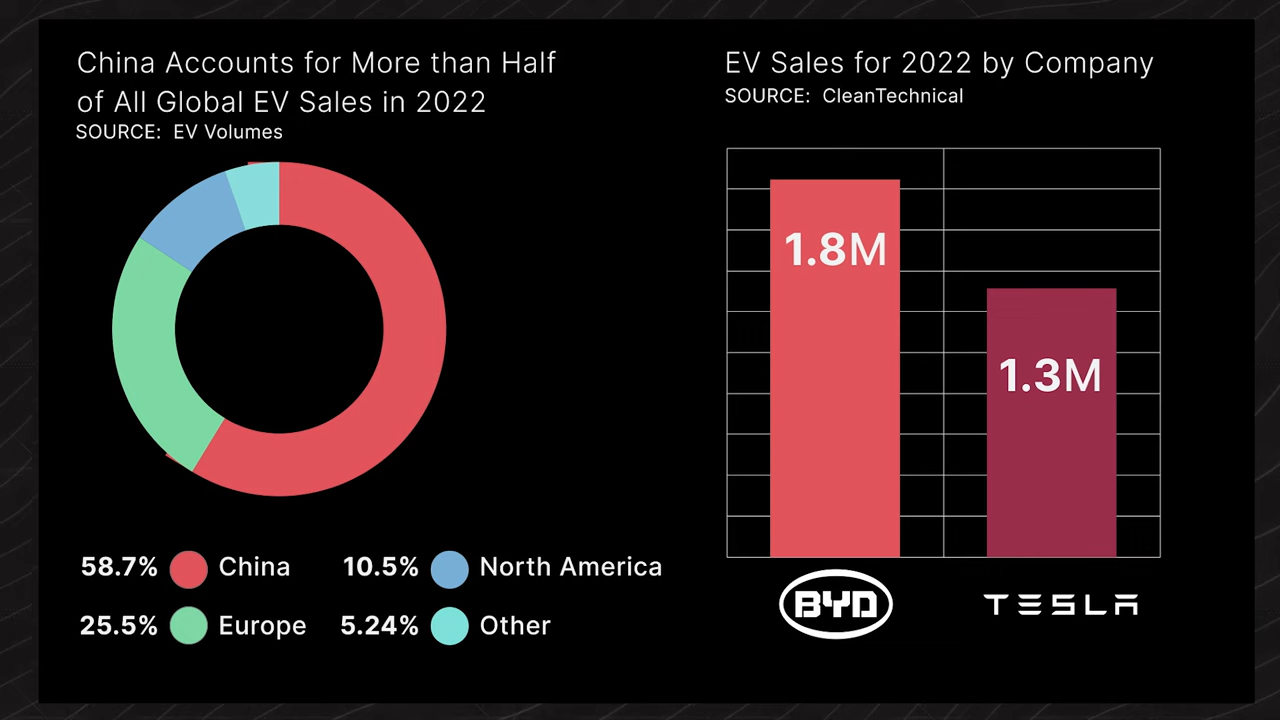 China Accounts for More than Half
of All Global EV Sales in 2022
SOURCE: EV Volumes
58.7% China
10.5% North America
25.5% Europe
5.24% Other
EV Sales for 2022 by Company
SOURCE: CleanTechnical
1.8M
1.3M
BYD
TESLA